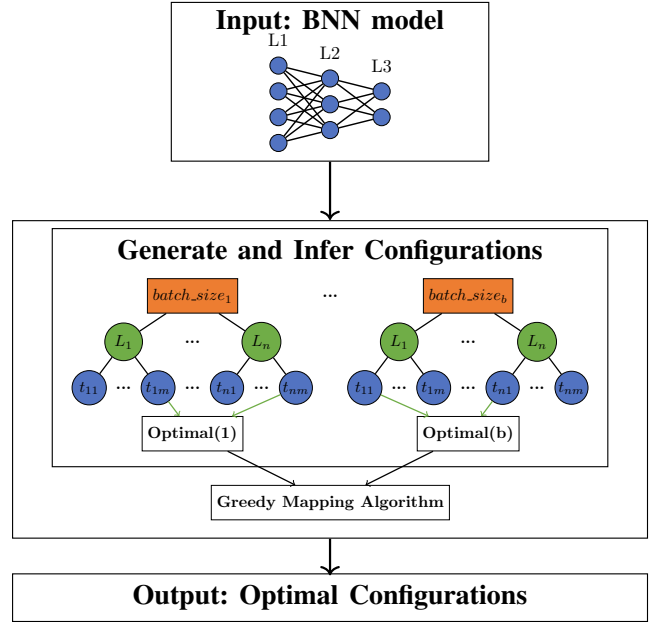 Input: BNN model
L1
L2
L3
Generate and Infer Configurations
batch_size₁ ... batch_size_b
L₁ ... Lₙ L₁ ... Lₙ
t₁₁ ... t₁ₘ ... tₙ₁ ... tₙₘ t₁₁ ... t₁ₘ ... tₙ₁ ... tₙₘ
Optimal(1) Optimal(b)
Greedy Mapping Algorithm
Output: Optimal Configurations